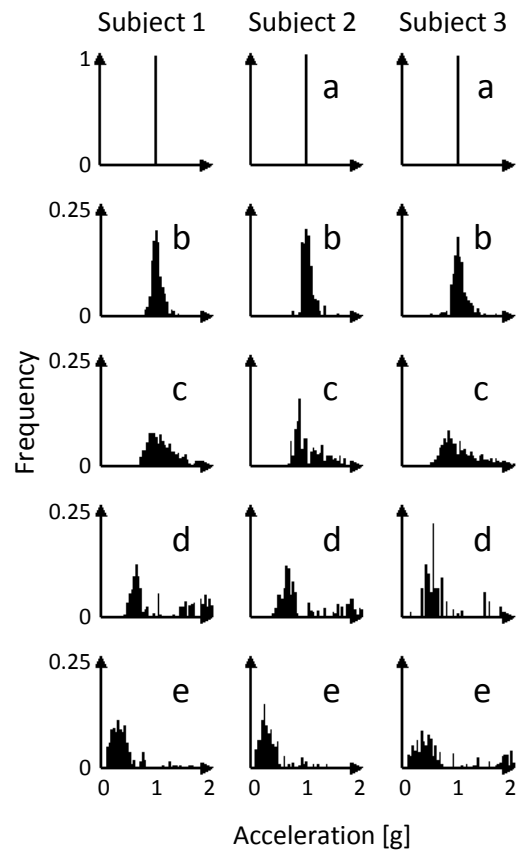 Subject 1 Subject 2 Subject 3
1 a a
0
0.25 b b b
0
Frequency
0.25 c c c
0
0.25 d d d
0
0.25 e e e
0
0 1 2 0 1 2 0 1 2
Acceleration [g]